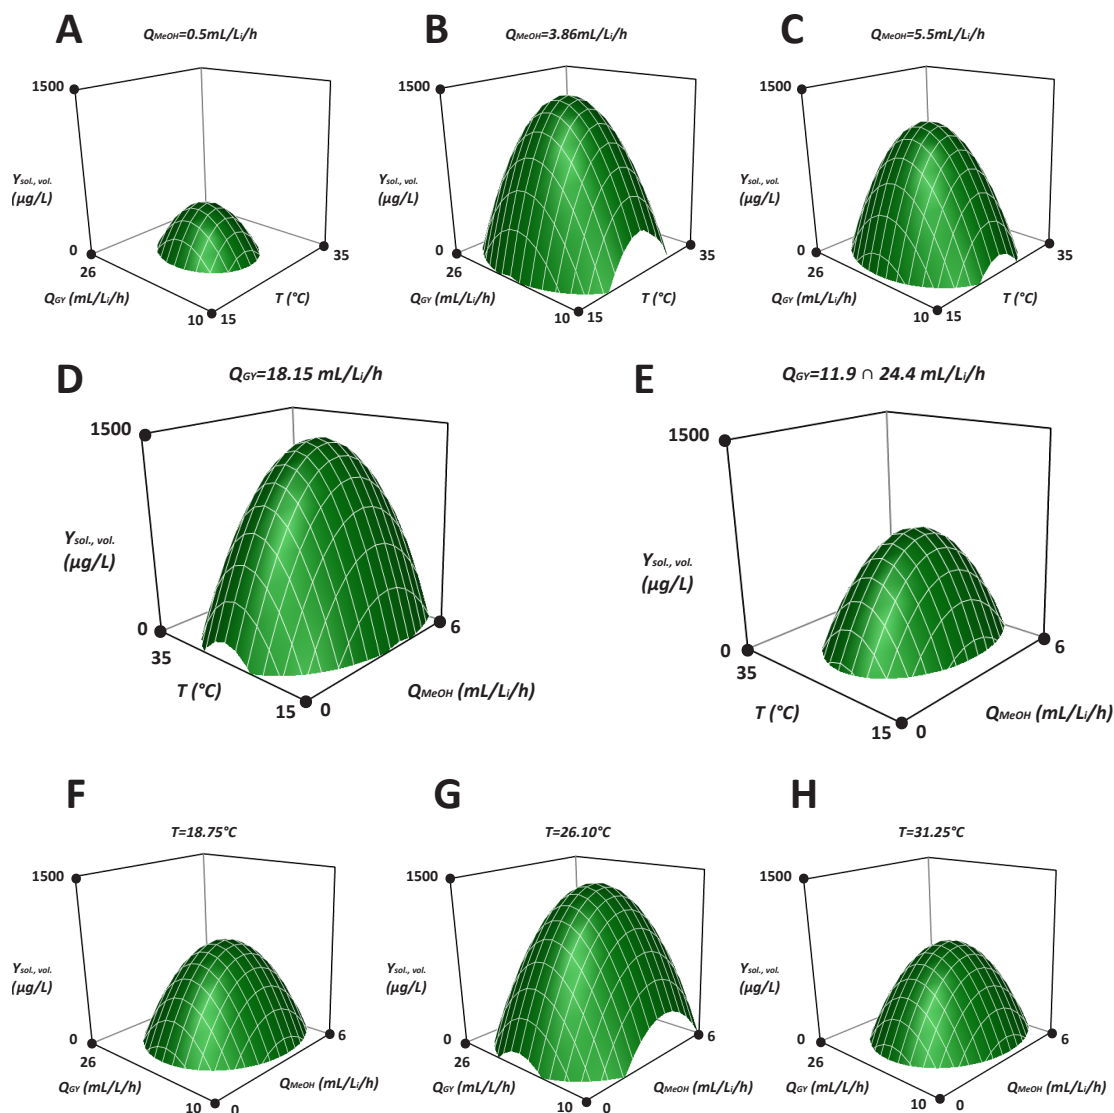 A
B
C
QMeOH=0.5mL/Li/h
QMeOH=3.86mL/Li/h
QMeOH=5.5mL/Li/h
1500
1500
1500
Ysol., vol.
(µg/L)
Ysol., vol.
(µg/L)
Ysol., vol.
(µg/L)
0
0
0
26
35
26
35
26
35
QGY (mL/Li/h)
T (°C)
QGY (mL/Li/h)
T (°C)
QGY (mL/Li/h)
T (°C)
10
15
10
15
10
15
D
E
QGY=18.15 mL/Li/h
QGY=11.9 ∩ 24.4 mL/Li/h
1500
1500
Ysol., vol.
(µg/L)
Ysol., vol.
(µg/L)
0
6
0
6
35
35
T (°C)
QMeOH (mL/Li/h)
T (°C)
QMeOH (mL/Li/h)
15
0
15
0
F
G
H
T=18.75°C
T=26.10°C
T=31.25°C
1500
1500
1500
Ysol., vol.
(µg/L)
Ysol., vol.
(µg/L)
Ysol., vol.
(µg/L)
0
6
0
6
0
6
26
26
26
QGY (mL/L/h)
QMeOH (mL/Li/h)
QGY (mL/L/h)
QMeOH (mL/Li/h)
QGY (mL/L/h)
QMeOH (mL/Li/h)
10
0
10
0
10
0